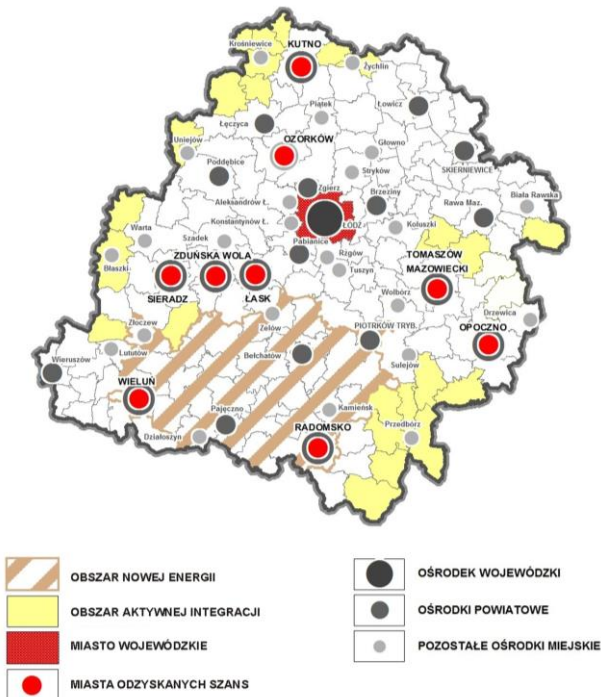 Krośniewice
KUTNO
Żychlin
Piątek
Łowicz
Łęczyca
Uniejów
OZORKÓW
Głowno
Stryków
SKIERNIEWICE
Poddębice
Zgierz
Brzeziny
Biała Rawska
Rawa Maz.
Aleksandrów Ł.
Konstantynów Ł.
ŁÓDŹ
Koluszki
Warta
Szadek
Pabianice
Rzgów
Tuszyn
TOMASZÓW
MAZOWIECKI
Błaszki
ZDUŃSKA WOLA
SIERADZ
ŁASK
Wolbórz
Drzewica
Złoczew
Zelów
PIOTRKÓW TRYB.
OPOCZNO
Lututów
Bełchatów
Sulejów
Wieruszów
WIELUŃ
Pajęczno
Kamieńsk
Działoszyn
RADOMSKO
Przedbórz
OBSZAR NOWEJ ENERGII
OBSZAR AKTYWNEJ INTEGRACJI
MIASTO WOJEWÓDZKIE
MIASTA ODZYSKANYCH SZANS
OŚRODEK WOJEWÓDZKI
OŚRODKI POWIATOWE
POZOSTAŁE OŚRODKI MIEJSKIE